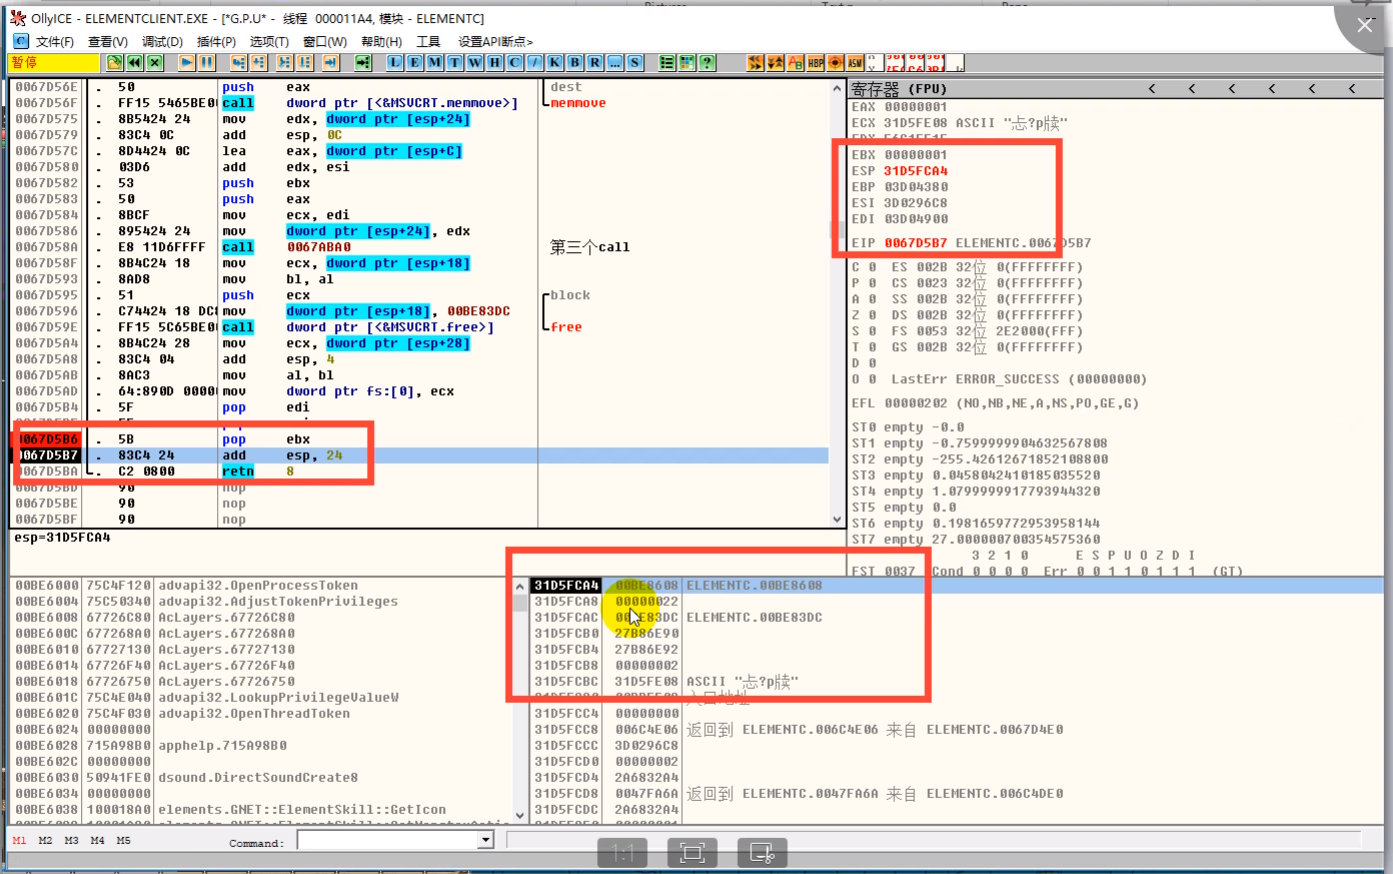 OllyICE - ELEMENTCLIENT.EXE - [*G.P.U* - 线程 000011A4, 模块 - ELEMENTC]
文件(F) 查看(V) 调试(D) 插件(P) 选项(T) 窗口(W) 帮助(H) 工具 设置API断点>
暂停 L E M T W H C / K B R ... S ? HBP ASM
0067D56E . 50 push eax dest
0067D56F . FF15 5465BE0 call dword ptr [<&MSVCRT.memmove>] memmove
0067D575 . 8B5424 24 mov edx, dword ptr [esp+24]
0067D579 . 83C4 0C add esp, 0C
0067D57C . 8D4424 0C lea eax, dword ptr [esp+C]
0067D580 . 03D6 add edx, esi
0067D582 . 53 push ebx
0067D583 . 50 push eax
0067D584 . 8BCF mov ecx, edi
0067D586 . 895424 24 mov dword ptr [esp+24], edx
0067D58A . E8 11D6FFFF call 0067ABA0 第三个call
0067D58F . 8B4C24 18 mov ecx, dword ptr [esp+18]
0067D593 . 8AD8 mov bl, al
0067D595 . 51 push ecx block
0067D596 . C74424 18 DC mov dword ptr [esp+18], 00BE83DC
0067D59E . FF15 5C65BE0 call dword ptr [<&MSVCRT.free>] free
0067D5A4 . 8B4C24 28 mov ecx, dword ptr [esp+28]
0067D5A8 . 83C4 04 add esp, 4
0067D5AB . 8AC3 mov al, bl
0067D5AD . 64:890D 0000 mov dword ptr fs:[0], ecx
0067D5B4 . 5F pop edi
0067D5B6 . 5B pop ebx
0067D5B7 . 83C4 24 add esp, 24
0067D5BA . C2 0800 retn 8
0067D5BD 90 nop
0067D5BE 90 nop
0067D5BF 90 nop
esp=31D5FCA4
寄存器 (FPU) < < < < < <
EAX 00000001
ECX 31D5FE08 ASCII "忐?p牍"
EBX 00000001
ESP 31D5FCA4
EBP 03D04380
ESI 3D0296C8
EDI 03D04900
EIP 0067D5B7 ELEMENTC.0067D5B7
C 0 ES 002B 32位 0(FFFFFFFF)
P 0 CS 0023 32位 0(FFFFFFFF)
A 0 SS 002B 32位 0(FFFFFFFF)
Z 0 DS 002B 32位 0(FFFFFFFF)
S 0 FS 0053 32位 2E2000(FFF)
T 0 GS 002B 32位 0(FFFFFFFF)
D 0
O 0 LastErr ERROR_SUCCESS (00000000)
EFL 00000202 (NO,NB,NE,A,NS,PO,GE,G)
ST0 empty -0.0
ST1 empty -0.7599999904632567808
ST2 empty -255.42612671852108800
ST3 empty 0.0458042410185035520
ST4 empty 1.0799999917793944320
ST5 empty 0.0
ST6 empty 0.1981659772953958144
ST7 empty 27.000000700354575360
3 2 1 0 E S P U O Z D I
FST 0037 Cond 0 0 0 0 Err 0 0 1 1 0 1 1 1 (GT)
00BE6000 75C4F120 advapi32.OpenProcessToken
00BE6004 75C50340 advapi32.AdjustTokenPrivileges
00BE6008 67726C80 AcLayers.67726C80
00BE600C 677268A0 AcLayers.677268A0
00BE6010 67727130 AcLayers.67727130
00BE6014 67726F40 AcLayers.67726F40
00BE6018 67726750 AcLayers.67726750
00BE601C 75C4E040 advapi32.LookupPrivilegeValueW
00BE6020 75C4F030 advapi32.OpenThreadToken
00BE6024 00000000
00BE6028 715A98B0 apphelp.715A98B0
00BE602C 00000000
00BE6030 50941FE0 dsound.DirectSoundCreate8
00BE6034 00000000
00BE6038 100018A0 elements.GNET::ElementSkill::GetIcon
31D5FCA4 00BE8608 ELEMENTC.00BE8608
31D5FCA8 00000022
31D5FCAC 00BE83DC ELEMENTC.00BE83DC
31D5FCB0 27B86E90
31D5FCB4 27B86E92
31D5FCB8 00000002
31D5FCBC 31D5FE08 ASCII "忐?p牍"
31D5FCC4 00000000
31D5FCC8 006C4E06 返回到 ELEMENTC.006C4E06 来自 ELEMENTC.0067D4E0
31D5FCCC 3D0296C8
31D5FCD0 00000002
31D5FCD4 2A6832A4
31D5FCD8 0047FA6A 返回到 ELEMENTC.0047FA6A 来自 ELEMENTC.006C4DE0
31D5FCDC 2A6832A4
M1 M2 M3 M4 M5 Command:
1:1